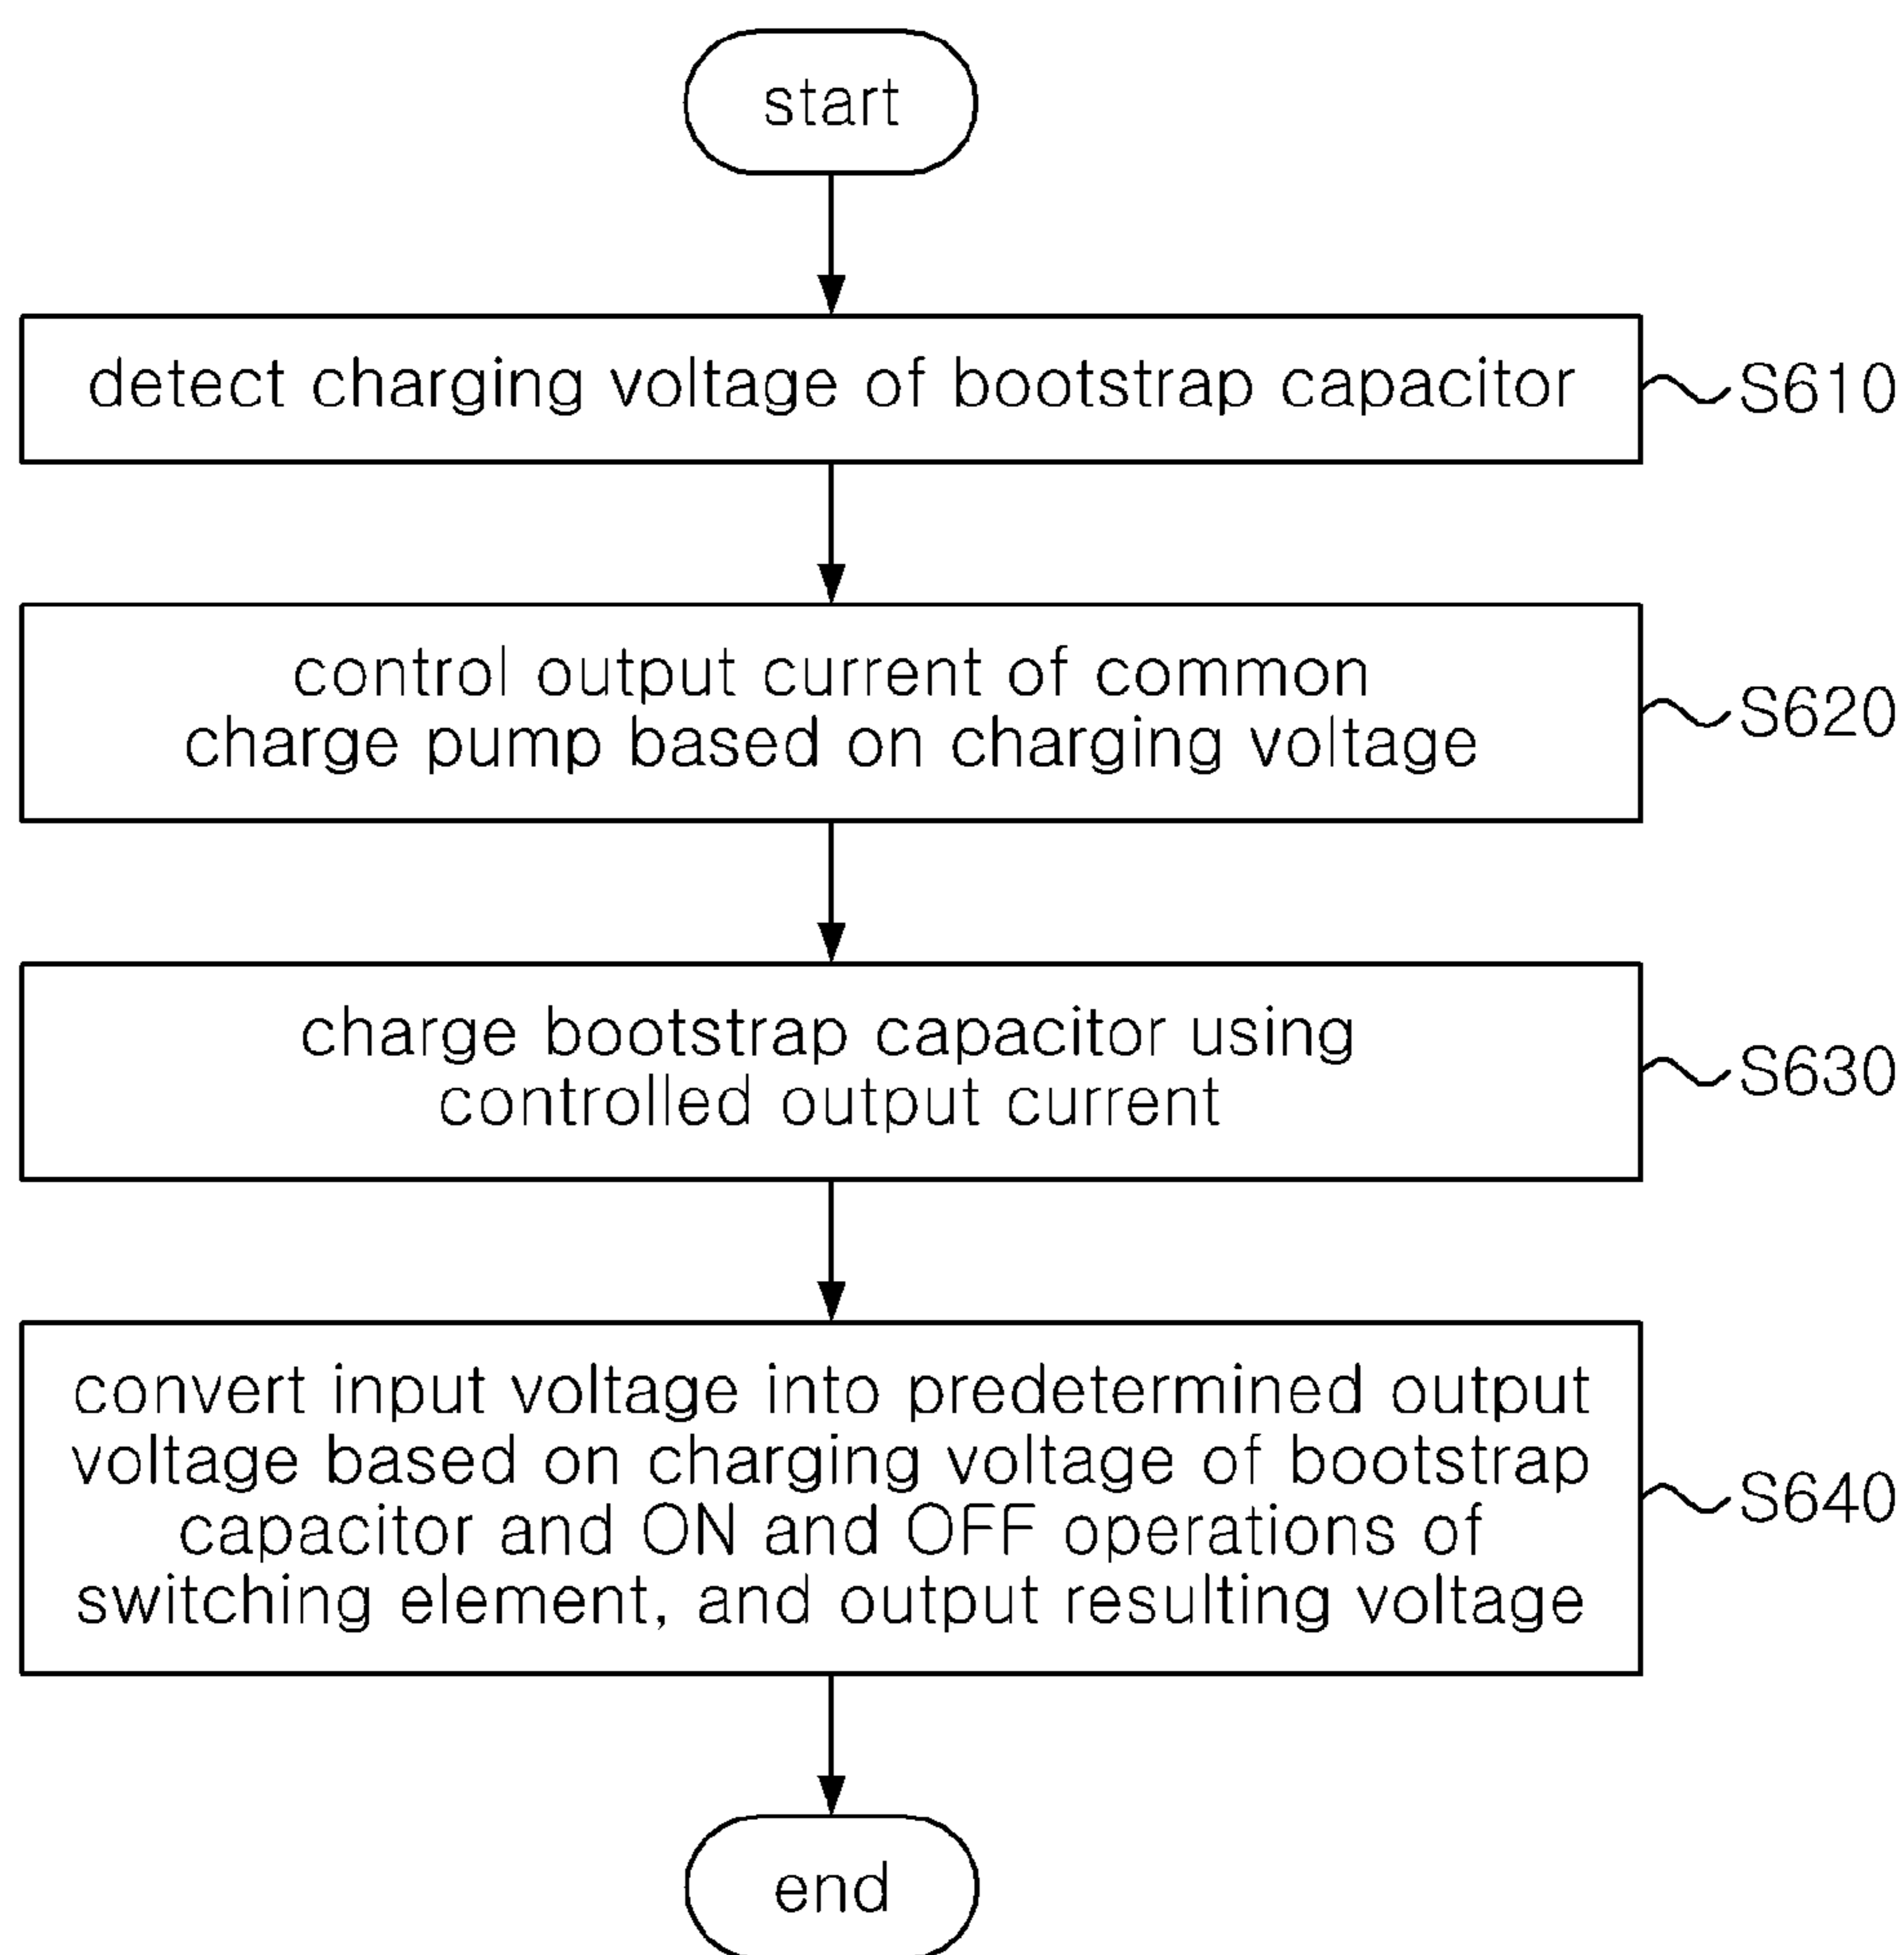 start
detect charging voltage of bootstrap capacitor
S610
control output current of common
charge pump based on charging voltage
S620
charge bootstrap capacitor using
controlled output current
S630
convert input voltage into predetermined output
voltage based on charging voltage of bootstrap
capacitor and ON and OFF operations of
switching element, and output resulting voltage
S640
end